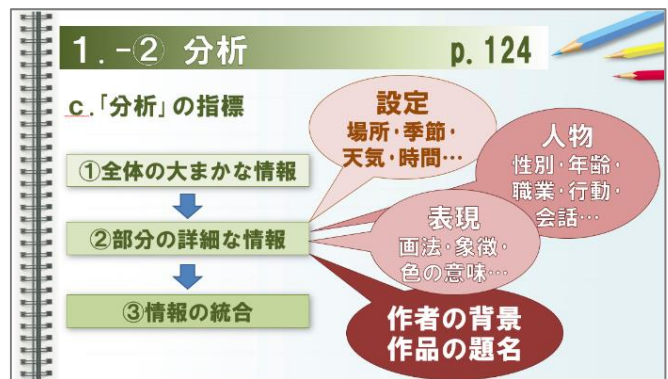 1.-② 分析 p.124
c.「分析」の指標
①全体の大まかな情報
②部分の詳細な情報
③情報の統合
設定
場所・季節・
天気・時間…
人物
性別・年齢・
職業・行動・
会話…
表現
画法・象徴・
色の意味…
作者の背景
作品の題名